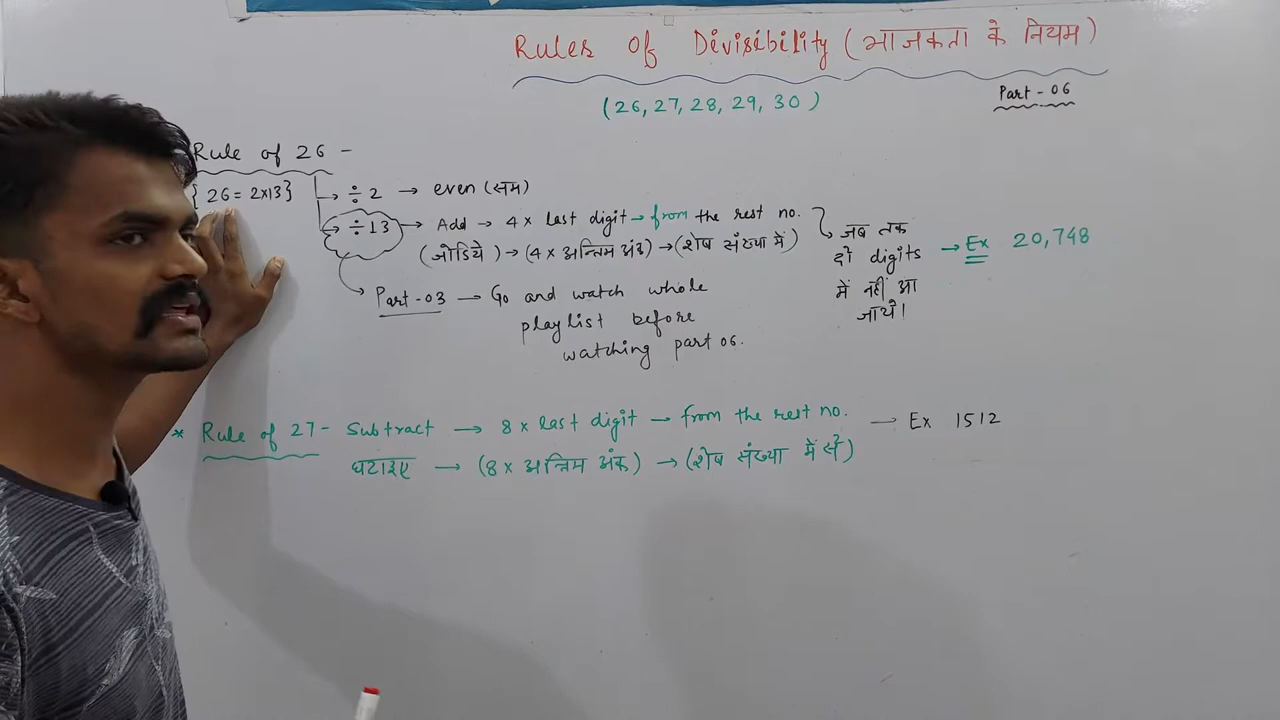 Rules Of Divisibility (भाजकता के नियम)
(26, 27, 28, 29, 30)
Part - 06
Rule of 26 -
{26 = 2x13}
÷ 2 → even (सम)
÷ 13 → Add → 4 x last digit → from the rest no.
(जोडिये) → (4 x अन्तिम अंक) → (शेष संख्या में)
जब तक
दो digits
में नहीं आ
जाये।
→ Ex 20,748
Part-03 — Go and watch whole
playlist before
watching part 06.
* Rule of 27- Subtract → 8 x last digit → from the rest no. → Ex 1512
घटाइए → (8 x अन्तिम अंक) → (शेष संख्या में से)